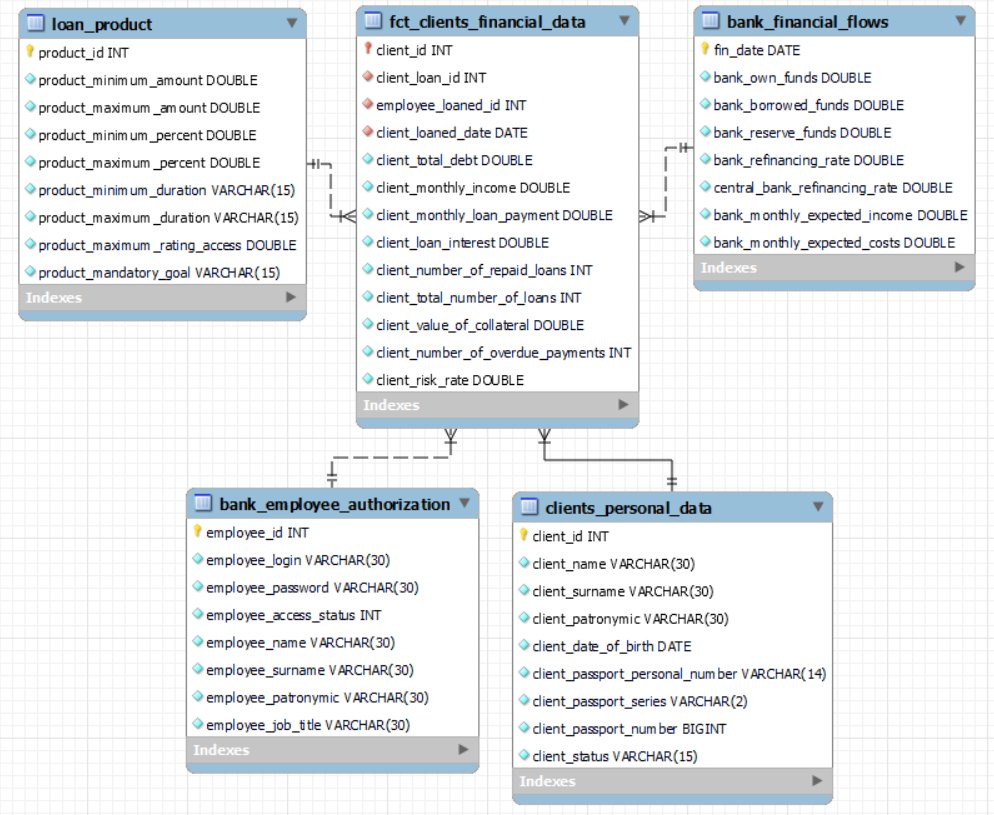 loan_product
product_id INT
product_minimum_amount DOUBLE
product_maximum_amount DOUBLE
product_minimum_percent DOUBLE
product_maximum_percent DOUBLE
product_minimum_duration VARCHAR(15)
product_maximum_duration VARCHAR(15)
product_maximum_rating_access DOUBLE
product_mandatory_goal VARCHAR(15)
Indexes
fct_clients_financial_data
client_id INT
client_loan_id INT
employee_loaned_id INT
client_loaned_date DATE
client_total_debt DOUBLE
client_monthly_income DOUBLE
client_monthly_loan_payment DOUBLE
client_loan_interest DOUBLE
client_number_of_repaid_loans INT
client_total_number_of_loans INT
client_value_of_collateral DOUBLE
client_number_of_overdue_payments INT
client_risk_rate DOUBLE
Indexes
bank_financial_flows
fin_date DATE
bank_own_funds DOUBLE
bank_borrowed_funds DOUBLE
bank_reserve_funds DOUBLE
bank_refinancing_rate DOUBLE
central_bank_refinancing_rate DOUBLE
bank_monthly_expected_income DOUBLE
bank_monthly_expected_costs DOUBLE
Indexes
bank_employee_authorization
employee_id INT
employee_login VARCHAR(30)
employee_password VARCHAR(30)
employee_access_status INT
employee_name VARCHAR(30)
employee_surname VARCHAR(30)
employee_patronymic VARCHAR(30)
employee_job_title VARCHAR(30)
Indexes
clients_personal_data
client_id INT
client_name VARCHAR(30)
client_surname VARCHAR(30)
client_patronymic VARCHAR(30)
client_date_of_birth DATE
client_passport_personal_number VARCHAR(14)
client_passport_series VARCHAR(2)
client_passport_number BIGINT
client_status VARCHAR(15)
Indexes